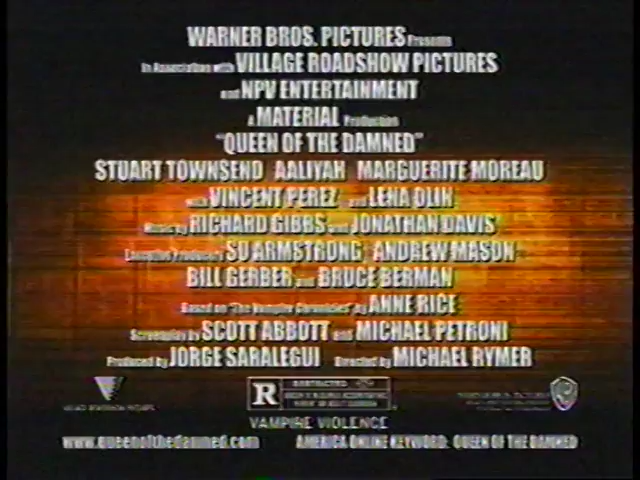 WARNER BROS. PICTURES Presents
In Association with VILLAGE ROADSHOW PICTURES
and NPV ENTERTAINMENT
A MATERIAL Production
"QUEEN OF THE DAMNED"
STUART TOWNSEND AALIYAH MARGUERITE MOREAU
with VINCENT PEREZ and LENA OLIN
Music by RICHARD GIBBS and JONATHAN DAVIS
Executive Producers SU ARMSTRONG ANDREW MASON
BILL GERBER and BRUCE BERMAN
Based on "The Vampire Chronicles" by ANNE RICE
Screenplay by SCOTT ABBOTT and MICHAEL PETRONI
Produced by JORGE SARALEGUI Directed by MICHAEL RYMER
R RESTRICTED
VILLAGE ROADSHOW PICTURES
VAMPIRE VIOLENCE
www.queenofthedamned.com AMERICA ONLINE KEYWORD: QUEEN OF THE DAMNED